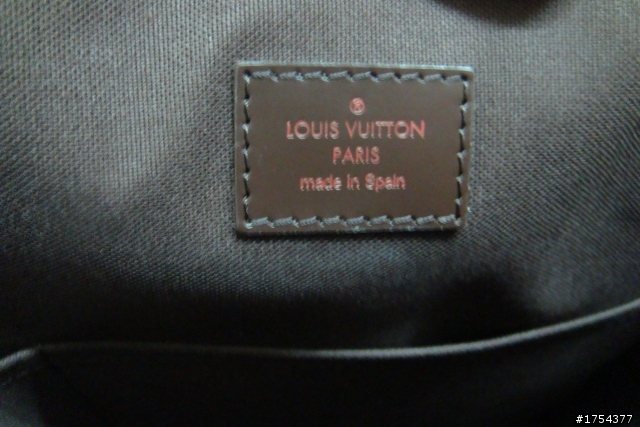 ®
LOUIS VUITTON
PARIS
made in Spain
#1754377